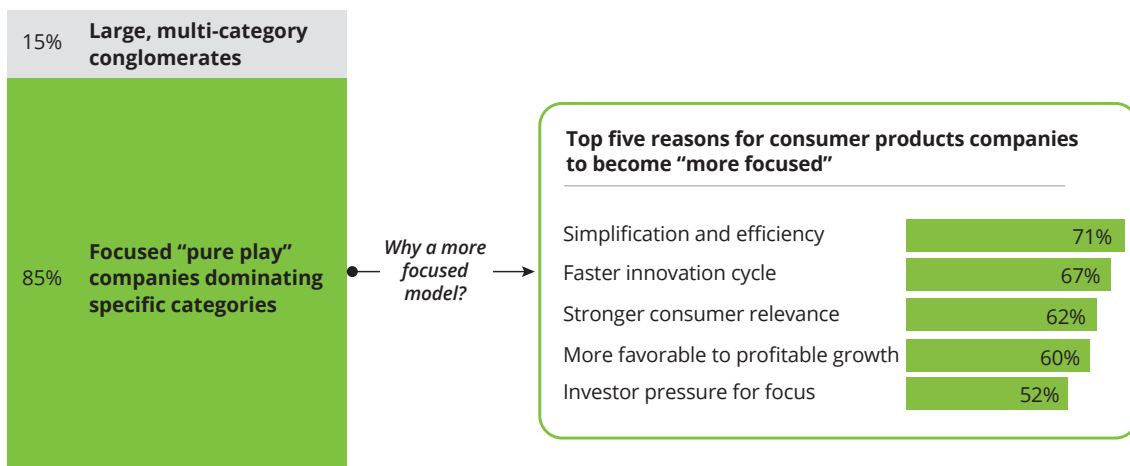 15%
Large, multi-category
conglomerates
85%
Focused “pure play”
companies dominating
specific categories
Why a more
focused
model?
Top five reasons for consumer products companies
to become “more focused”
Simplification and efficiency 71%
Faster innovation cycle 67%
Stronger consumer relevance 62%
More favorable to profitable growth 60%
Investor pressure for focus 52%